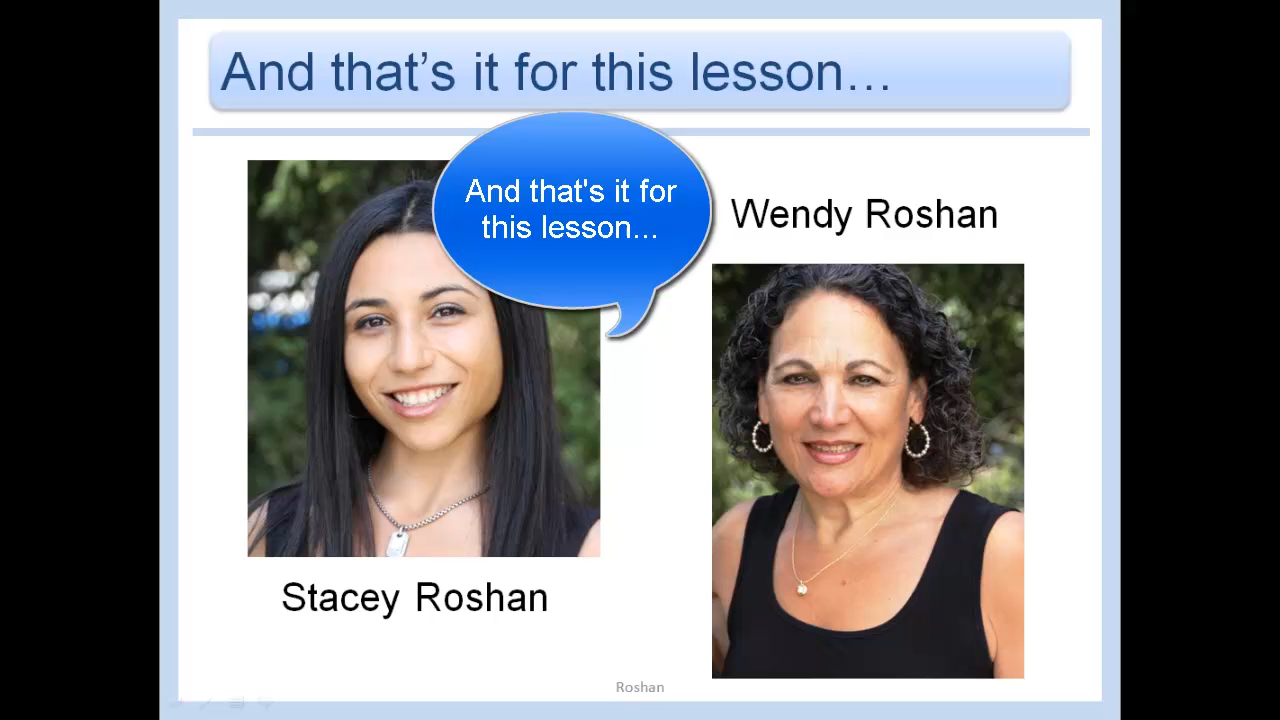 And that’s it for this lesson…
And that's it for
this lesson...
Wendy Roshan
Stacey Roshan
Roshan